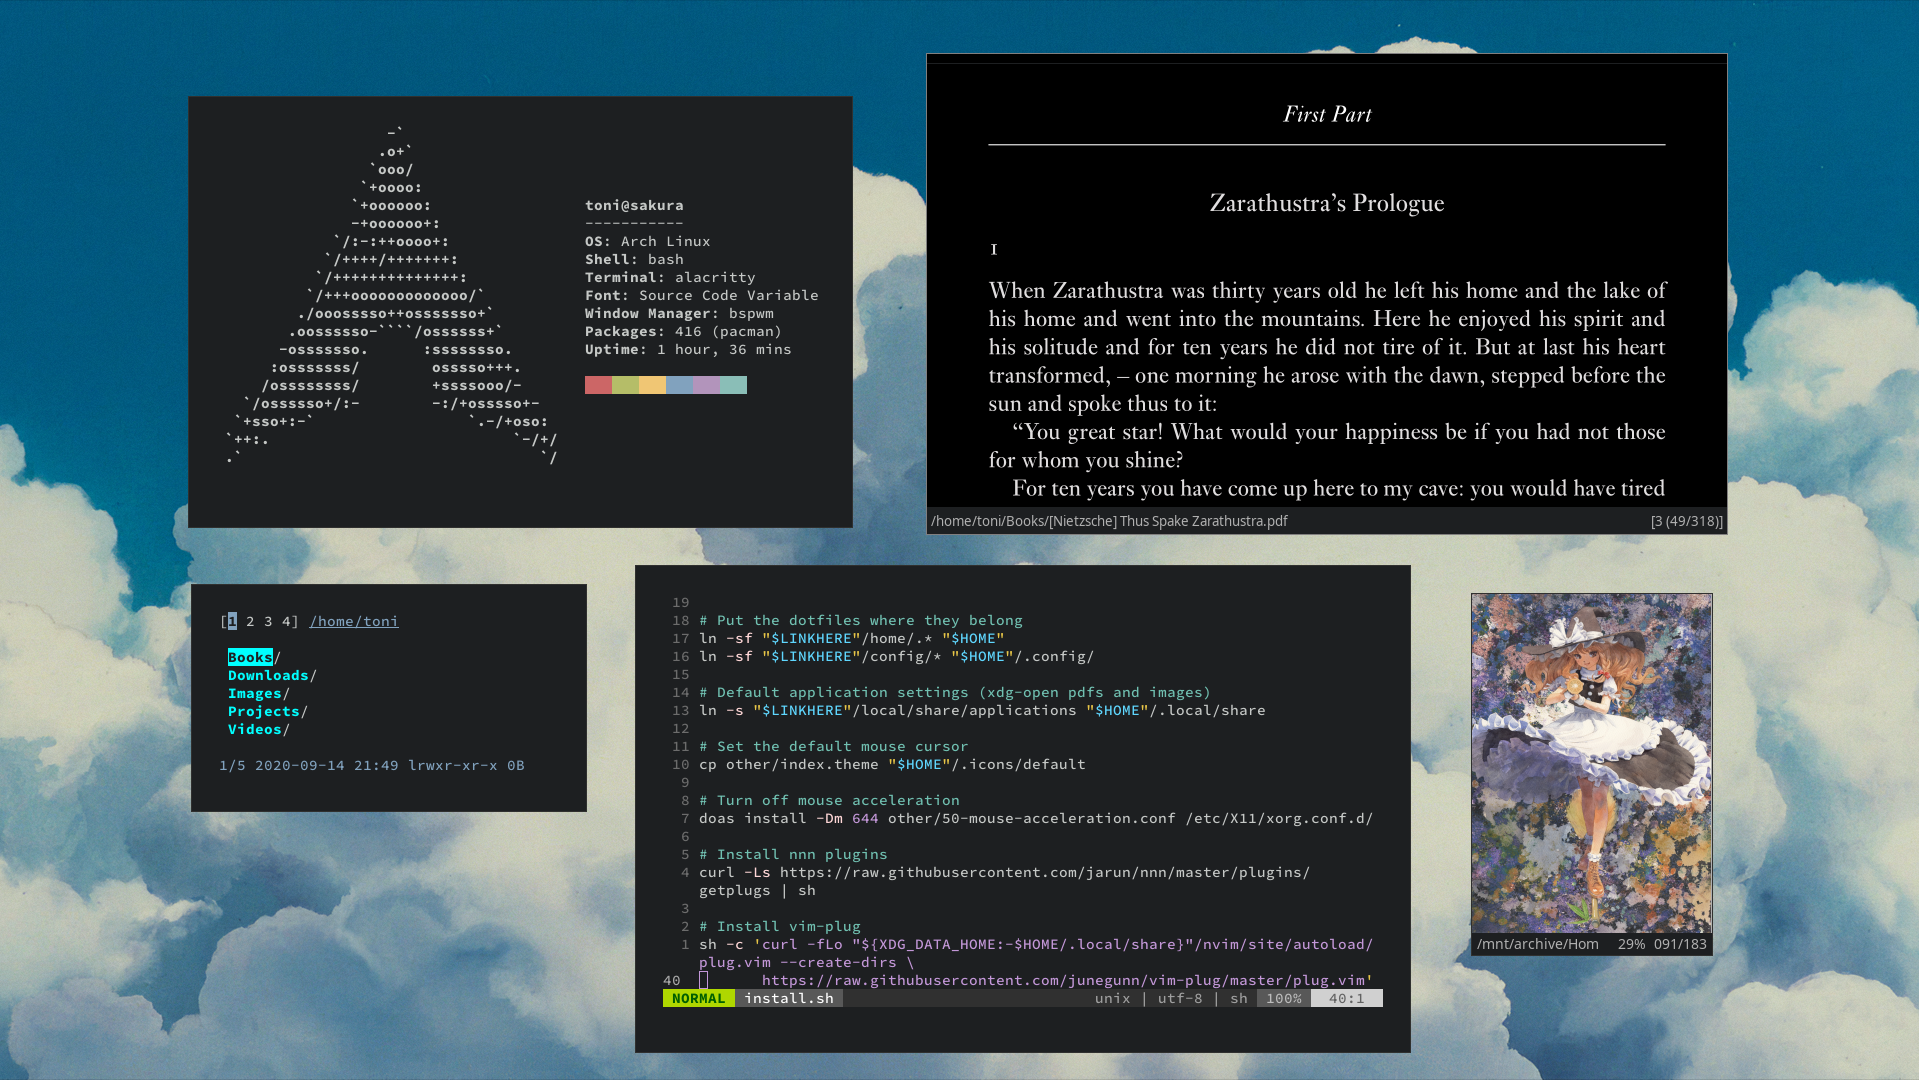 -`
.o+`
`ooo/
`+oooo:
`+oooooo:
-+oooooo+:
`/:-:++oooo+:
`/++++/+++++++:
`/++++++++++++++:
`/+++ooooooooooooo/`
./ooosssso++osssssso+`
.oossssso-````/ossssss+`
-osssssso.      :ssssssso.
:osssssss/        osssso+++.
/ossssssss/        +ssssooo/-
`/ossssso+/:-        -:/+osssso+-
`+sso+:-`                 `.-/+oso:
`++:.                           `-/+/
.`                                 `/
toni@sakura
-----------
OS: Arch Linux
Shell: bash
Terminal: alacritty
Font: Source Code Variable
Window Manager: bspwm
Packages: 416 (pacman)
Uptime: 1 hour, 36 mins
First Part
Zarathustra’s Prologue
1
When Zarathustra was thirty years old he left his home and the lake of
his home and went into the mountains. Here he enjoyed his spirit and
his solitude and for ten years he did not tire of it. But at last his heart
transformed, – one morning he arose with the dawn, stepped before the
sun and spoke thus to it:
“You great star! What would your happiness be if you had not those
for whom you shine?
For ten years you have come up here to my cave: you would have tired
/home/toni/Books/[Nietzsche] Thus Spake Zarathustra.pdf [3 (49/318)]
[1 2 3 4] /home/toni
Books/
Downloads/
Images/
Projects/
Videos/
1/5 2020-09-14 21:49 lrwxr-xr-x 0B
19
18 # Put the dotfiles where they belong
17 ln -sf "$LINKHERE"/home/.* "$HOME"
16 ln -sf "$LINKHERE"/config/* "$HOME"/.config/
15
14 # Default application settings (xdg-open pdfs and images)
13 ln -s "$LINKHERE"/local/share/applications "$HOME"/.local/share
12
11 # Set the default mouse cursor
10 cp other/index.theme "$HOME"/.icons/default
9
8 # Turn off mouse acceleration
7 doas install -Dm 644 other/50-mouse-acceleration.conf /etc/X11/xorg.conf.d/
6
5 # Install nnn plugins
4 curl -Ls https://raw.githubusercontent.com/jarun/nnn/master/plugins/
getplugs | sh
3
2 # Install vim-plug
1 sh -c 'curl -fLo "${XDG_DATA_HOME:-$HOME/.local/share}"/nvim/site/autoload/
plug.vim --create-dirs \
40 https://raw.githubusercontent.com/junegunn/vim-plug/master/plug.vim'
NORMAL install.sh unix | utf-8 | sh 100% 40:1
/mnt/archive/Hom 29% 091/183